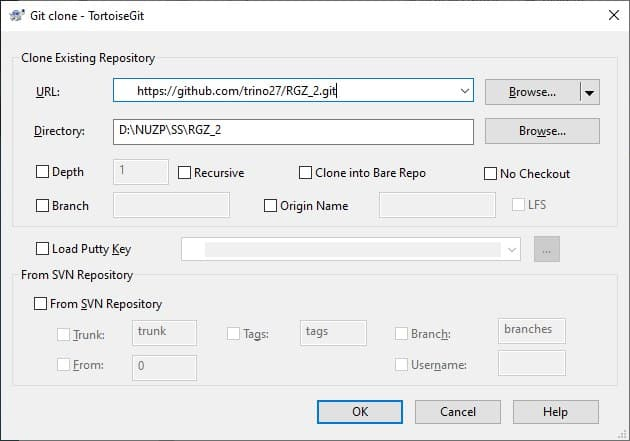 Git clone - TortoiseGit
Clone Existing Repository
URL: https://github.com/trino27/RGZ_2.git Browse...
Directory: D:\NUZP\SS\RGZ_2 Browse...
Depth 1 Recursive Clone into Bare Repo No Checkout
Branch Origin Name LFS
Load Putty Key ...
From SVN Repository
From SVN Repository
Trunk: trunk Tags: tags Branch: branches
From: 0 Username:
OK Cancel Help